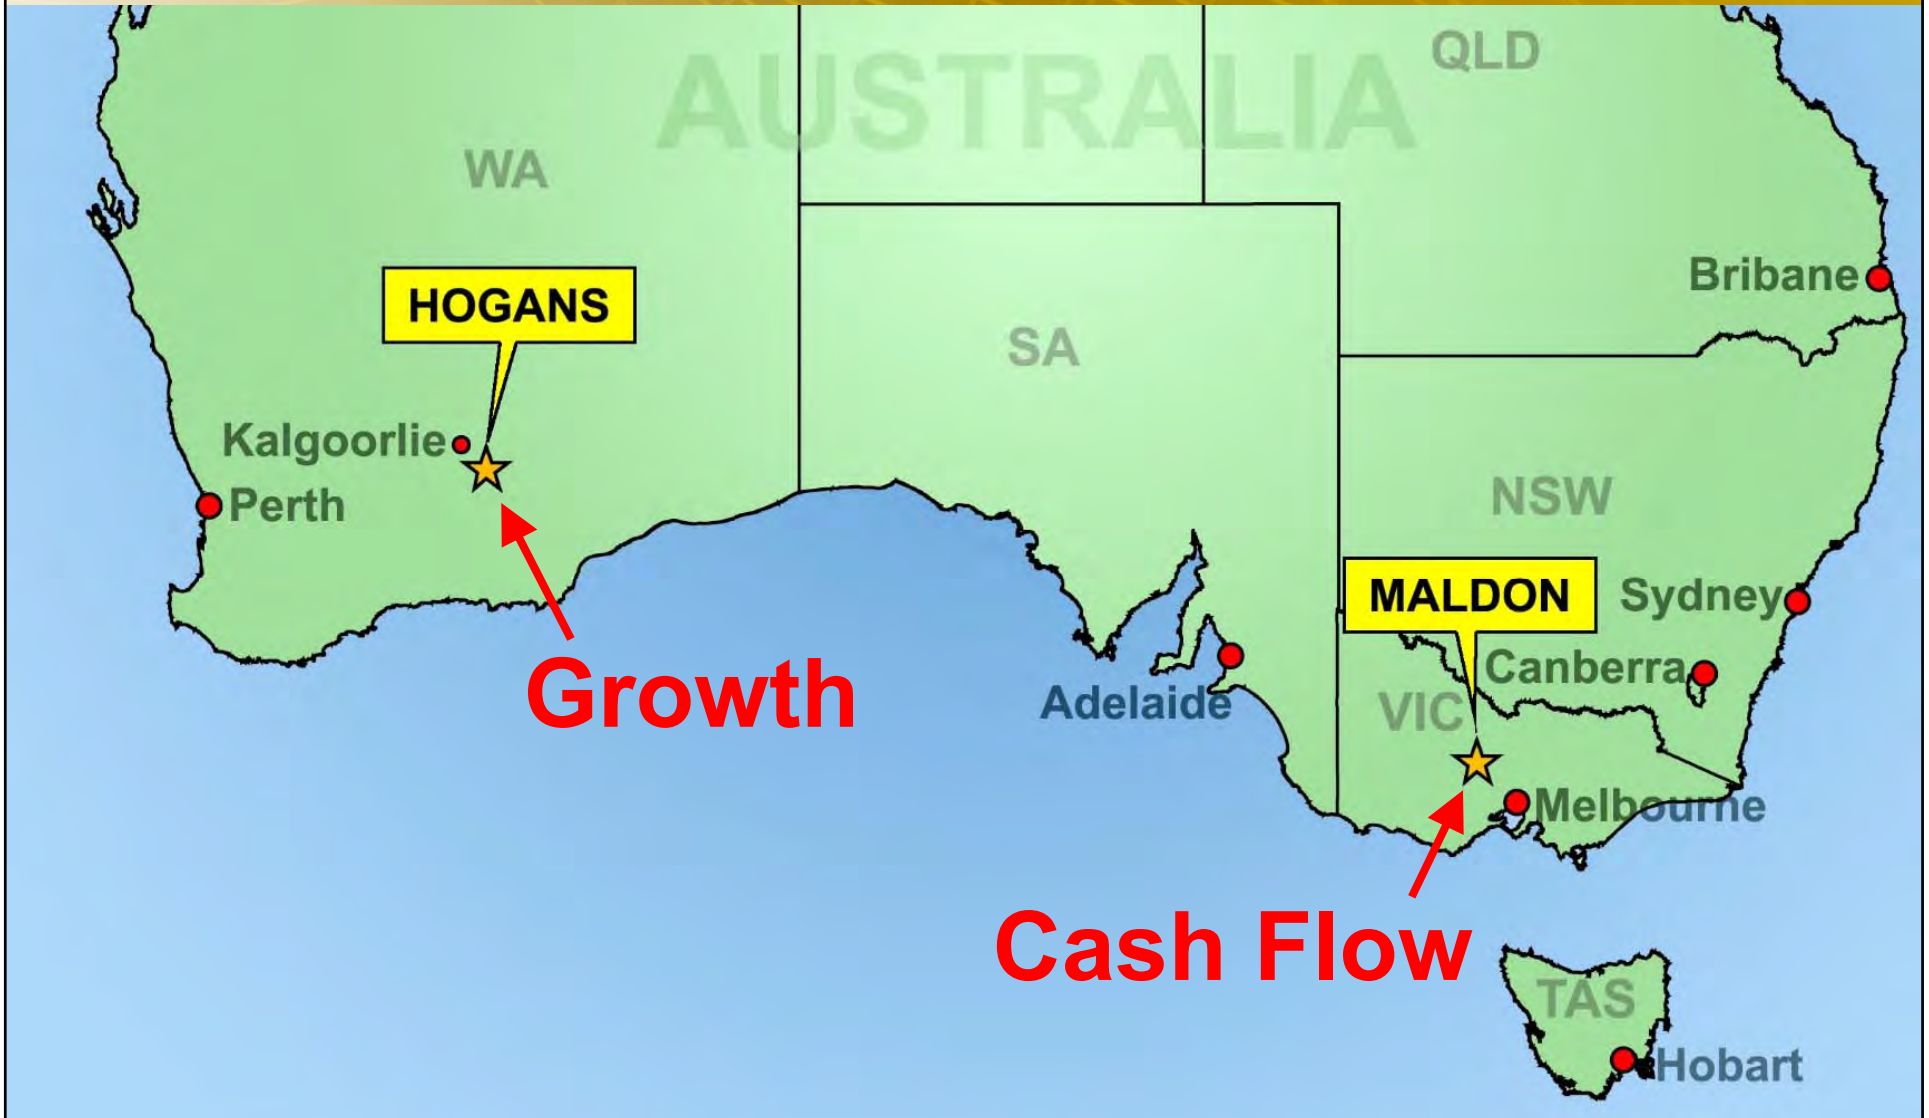 AUSTRALIA
QLD
WA
Bribane
HOGANS
SA
Kalgoorlie
Perth
NSW
MALDON
Sydney
Canberra
Growth
Adelaide
VIC
Melbourne
Cash Flow
TAS
Hobart